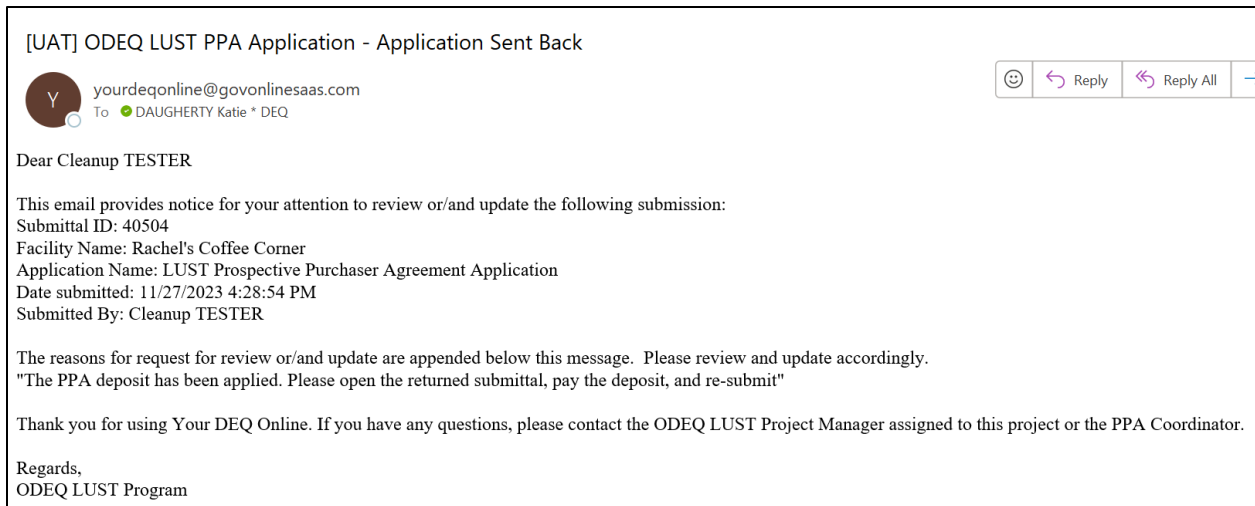 [UAT] ODEQ LUST PPA Application - Application Sent Back
Y
yourdeqonline@govonlinesaas.com
To DAUGHERTY Katie * DEQ
Reply
Reply All
Dear Cleanup TESTER
This email provides notice for your attention to review or/and update the following submission:
Submittal ID: 40504
Facility Name: Rachel's Coffee Corner
Application Name: LUST Prospective Purchaser Agreement Application
Date submitted: 11/27/2023 4:28:54 PM
Submitted By: Cleanup TESTER
The reasons for request for review or/and update are appended below this message.  Please review and update accordingly.
"The PPA deposit has been applied. Please open the returned submittal, pay the deposit, and re-submit"
Thank you for using Your DEQ Online. If you have any questions, please contact the ODEQ LUST Project Manager assigned to this project or the PPA Coordinator.
Regards,
ODEQ LUST Program